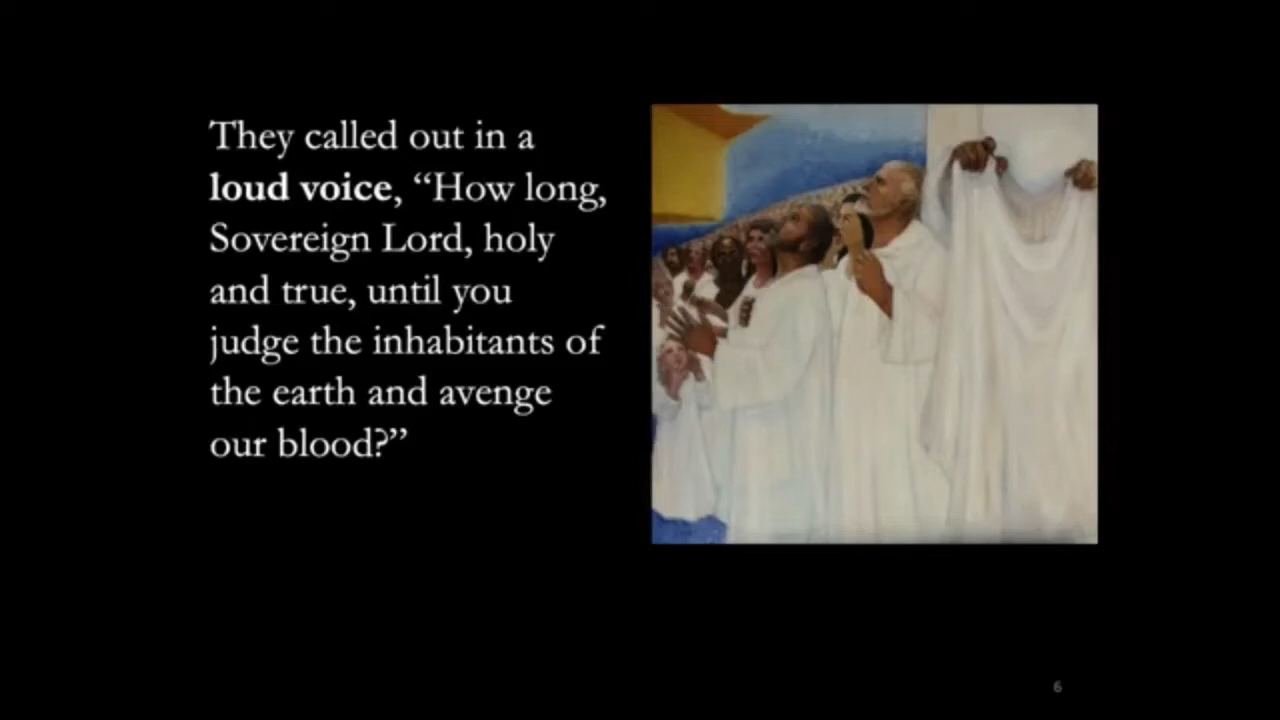 They called out in a
loud voice, “How long,
Sovereign Lord, holy
and true, until you
judge the inhabitants of
the earth and avenge
our blood?”
6